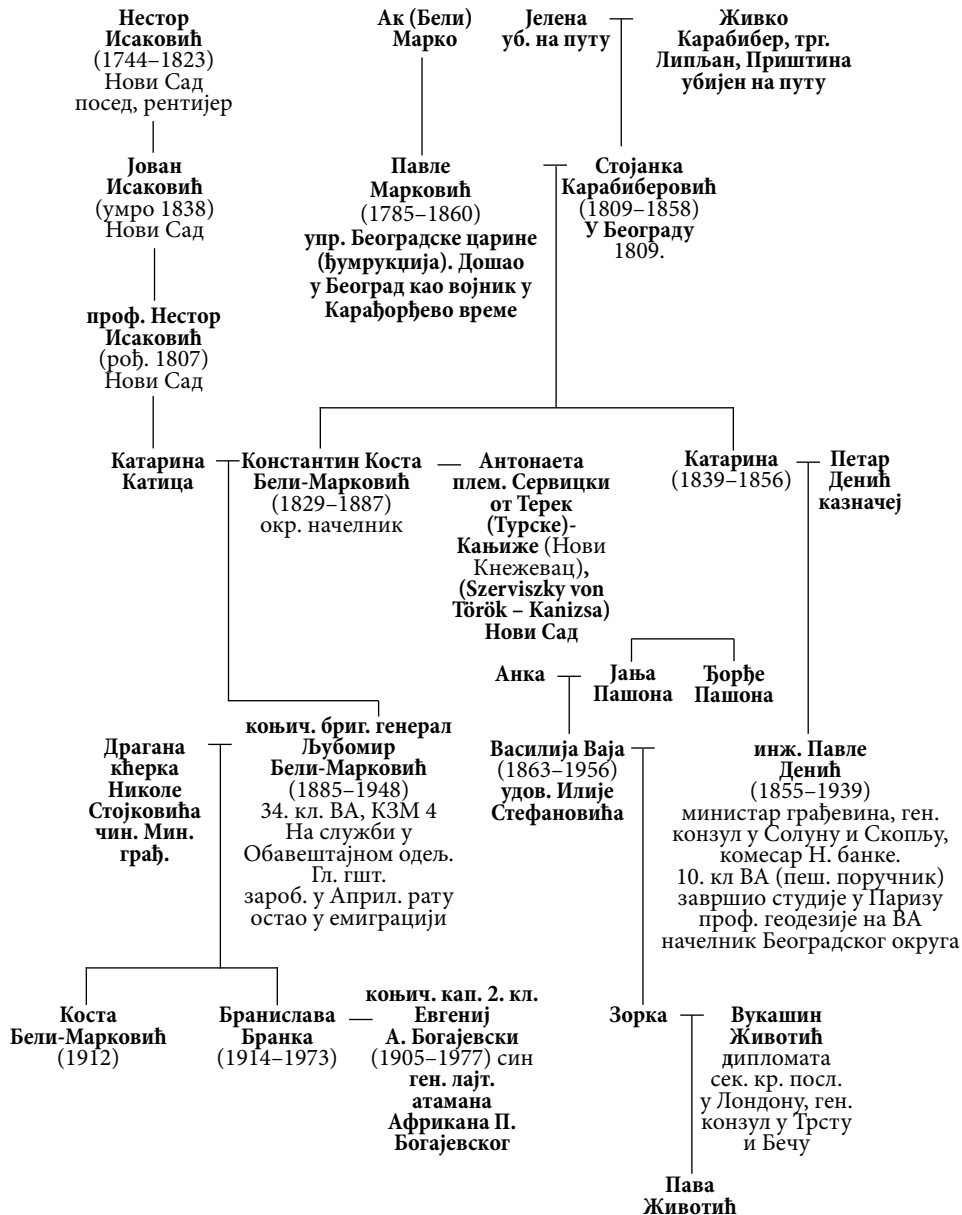 Нестор
Исаковић
(1744–1823)
Нови Сад
посед, рентијер
Ак (Бели)
Марко
Јелена
уб. на путу
Живко
Карабибер, трг.
Липљан, Приштина
убијен на путу
Јован
Исаковић
(умро 1838)
Нови Сад
Павле
Марковић
(1785–1860)
упр. Београдске царине
(ђумрукџија). Дошао
у Београд као војник у
Карађорђево време
Стојанка
Карабиберовић
(1809–1858)
У Београду
1809.
проф. Нестор
Исаковић
(рођ. 1807)
Нови Сад
Катарина
Катица
Константин Коста
Бели-Марковић
(1829–1887)
окр. начелник
Антонаета
плем. Сервицки
от Терек
(Турске)-
Кањиже (Нови
Кнежевац),
(Szerviszky von
Török – Kanizsa)
Нови Сад
Катарина
(1839–1856)
Петар
Денић
казначеј
Анка
Јања
Пашона
Ђорђе
Пашона
Драгана
кћерка
Николе
Стојковића
чин. Мин.
грађ.
коњич. бриг. генерал
Љубомир
Бели-Марковић
(1885–1948)
34. кл. ВА, КЗМ 4
На служби у
Обавештајном одељ.
Гл. гшт.
зароб. у Април. рату
остао у емиграцији
Василија Ваја
(1863–1956)
удов. Илије
Стефановића
инж. Павле
Денић
(1855–1939)
министар грађевина, ген.
конзул у Солуну и Скопљу,
комесар Н. банке.
10. кл ВА (пеш. поручник)
завршио студије у Паризу
проф. геодезије на ВА
начелник Београдског округа
Коста
Бели-Марковић
(1912)
Бранислава
Бранка
(1914–1973)
коњич. кап. 2. кл.
Евгениј
А. Богајевски
(1905–1977) син
ген. лајт.
атамана
Африкана П.
Богајевског
Зорка
Вукашин
Животић
дипломата
сек. кр. посл.
у Лондону, ген.
конзул у Трсту
и Бечу
Пава
Животић